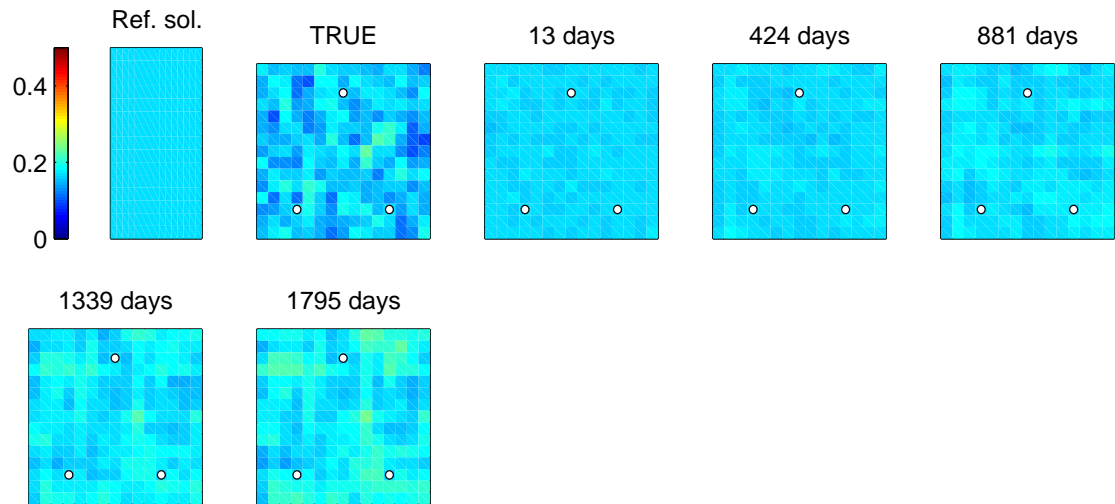 Ref. sol.
TRUE
13 days
424 days
881 days
0.4
0.2
0
1339 days
1795 days